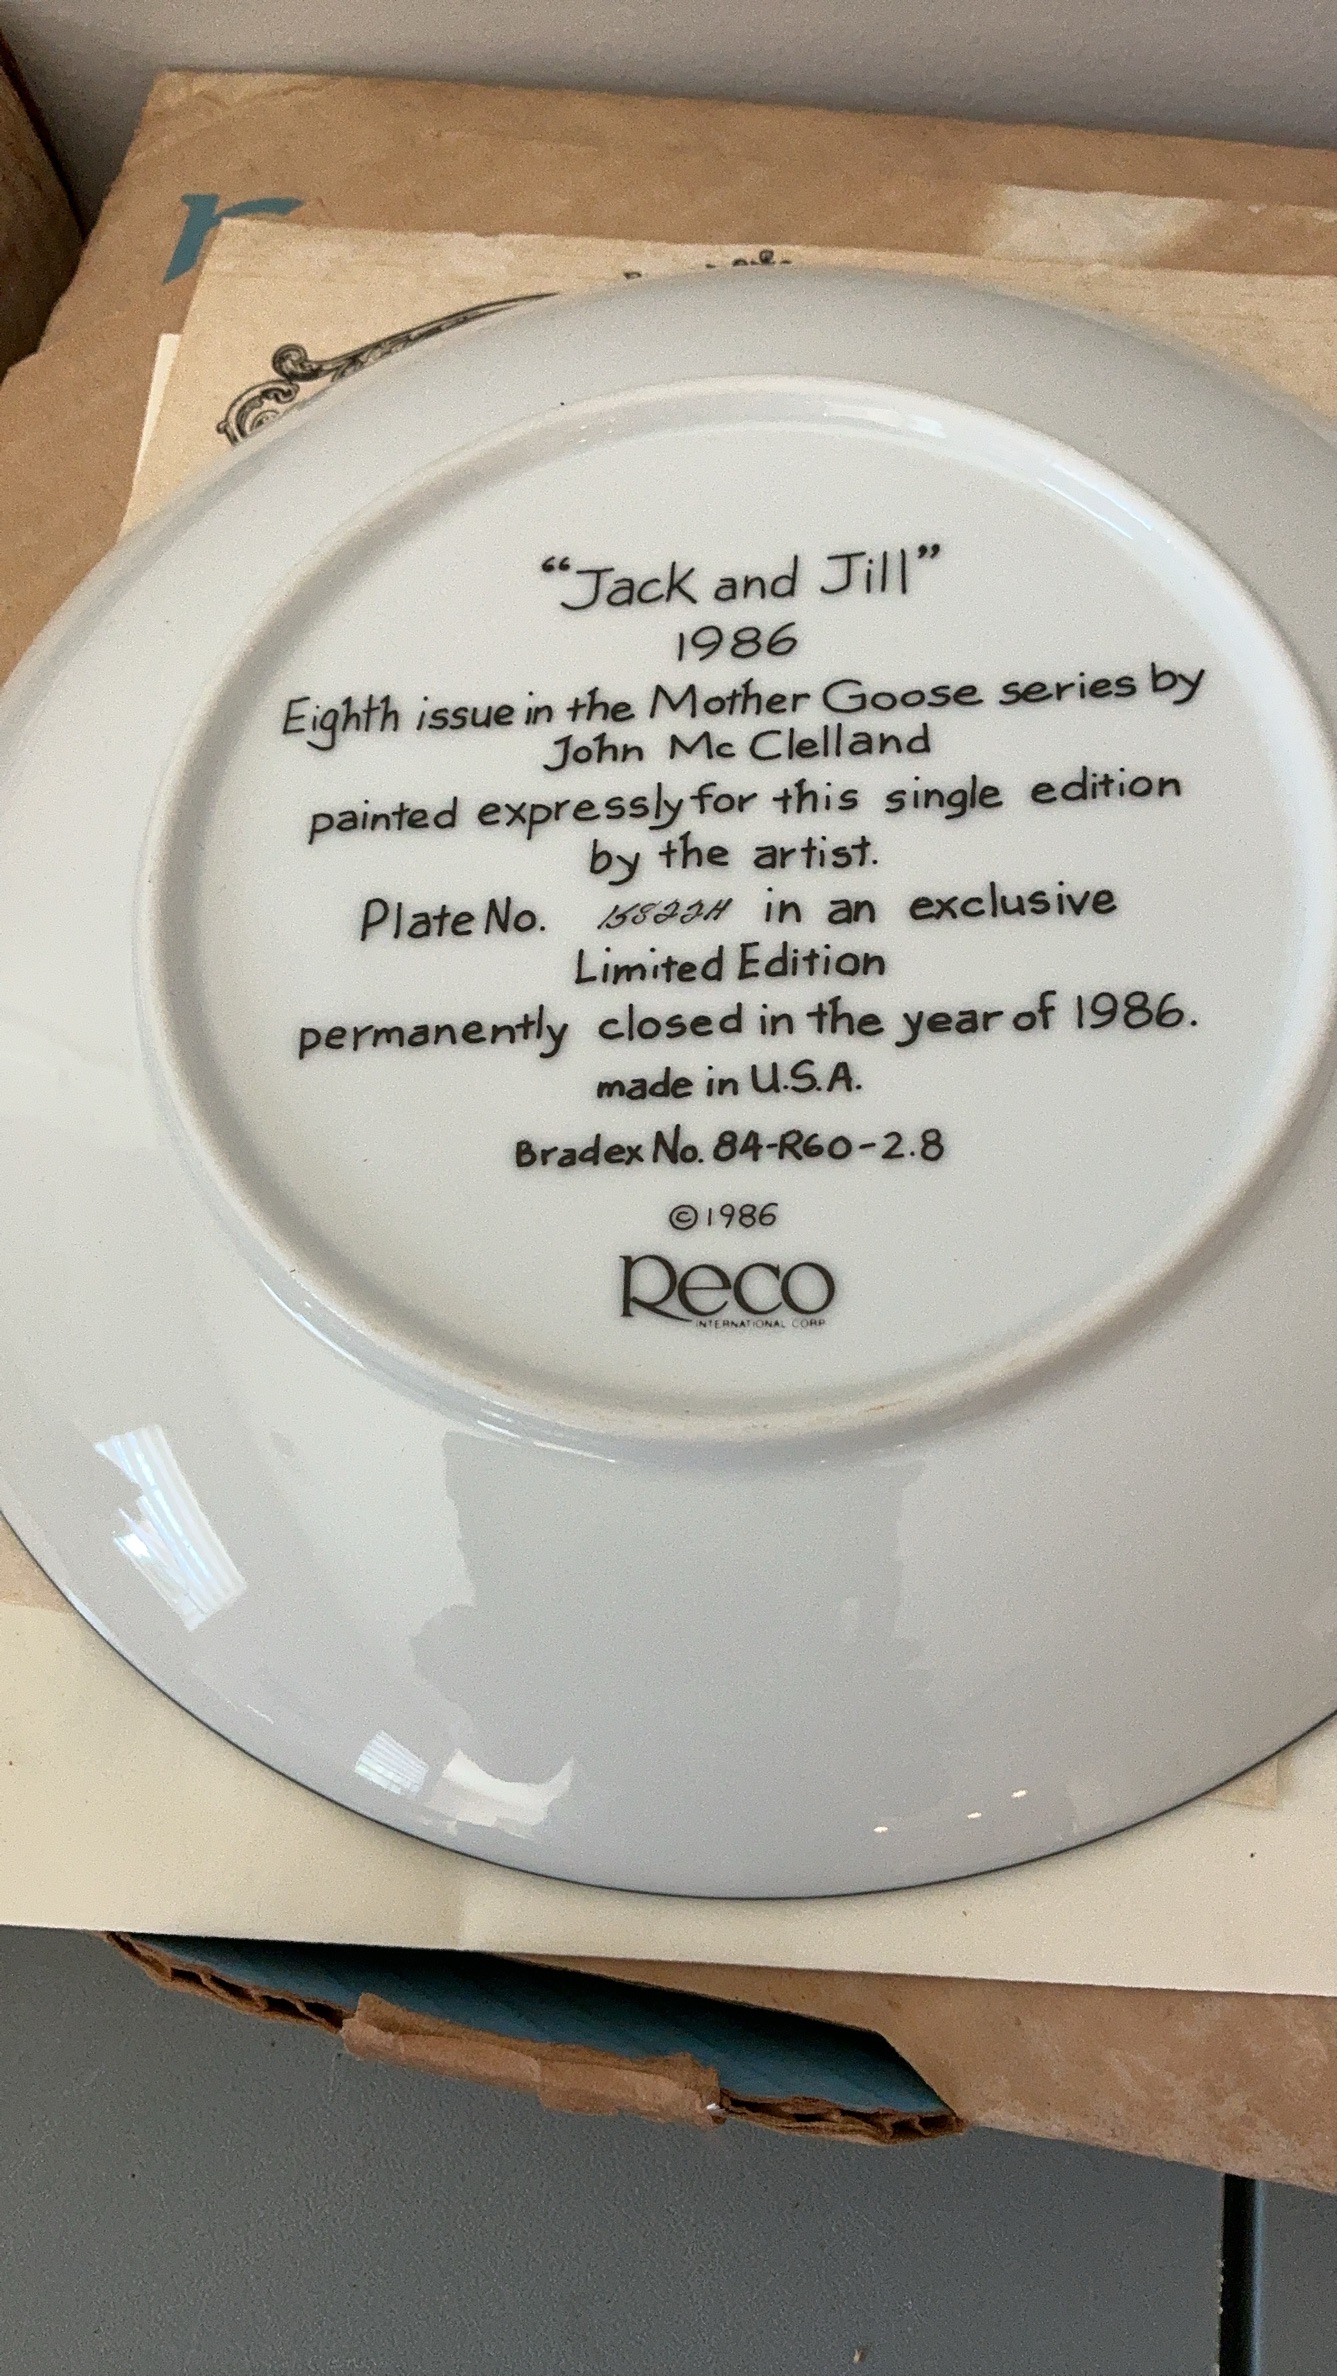 r
"Jack and Jill"
1986
Eighth issue in the Mother Goose series by
John McClelland
painted expressly for this single edition
by the artist.
Plate No. 15822H in an exclusive
Limited Edition
permanently closed in the year of 1986.
made in U.S.A.
Bradex No. 84-R60-2.8
©1986
Reco
INTERNATIONAL CORP